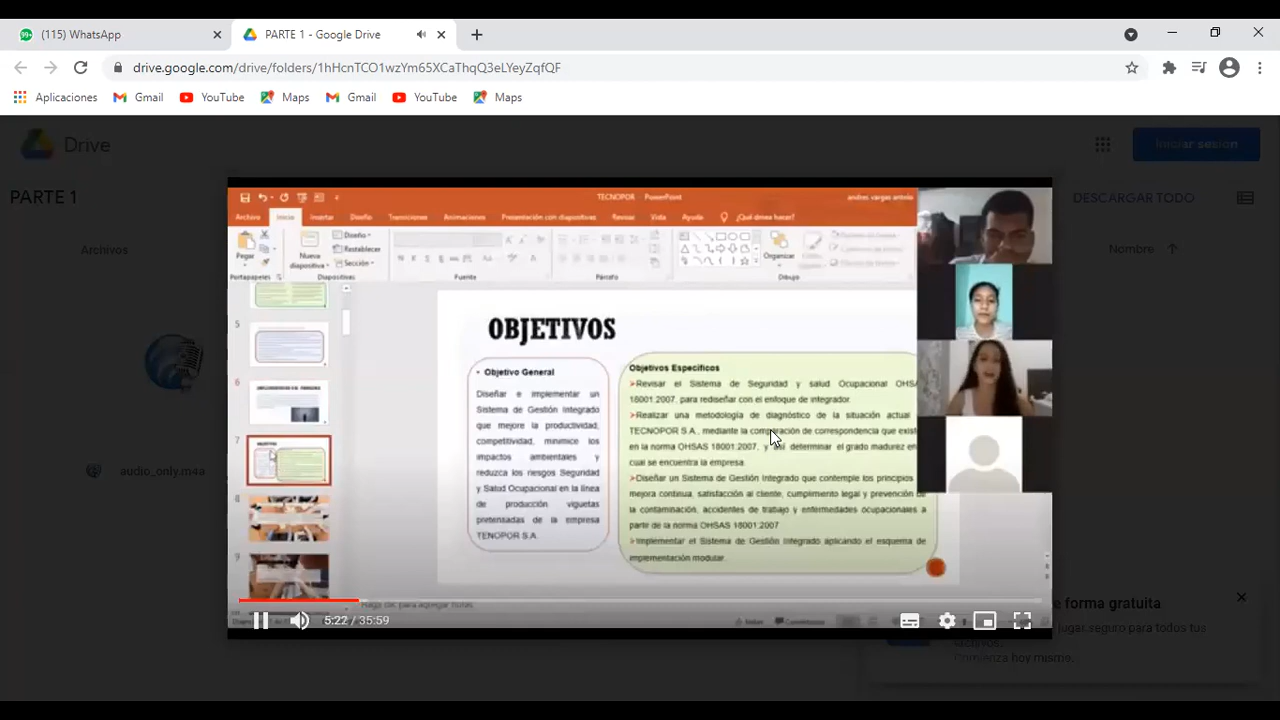 (115) WhatsApp
PARTE 1 - Google Drive
drive.google.com/drive/folders/1hHcnTCO1wzYm65XCaThqQ3eLYeyZqfQF
Aplicaciones Gmail YouTube Maps Gmail YouTube Maps
Drive
Iniciar sesión
PARTE 1
DESCARGAR TODO
Archivos
Nombre
TECNOPOR - PowerPoint
andres vargas antelo
Archivo Inicio Insertar Diseño Transiciones Animaciones Presentación con diapositivas Revisar Vista Ayuda ¿Qué desea hacer?
Pegar
Nueva
diapositiva
Diseño
Restablecer
Sección
Organizar
Portapapeles Diapositivas Fuente Párrafo Dibujo
5
6
7
8
9
OBJETIVOS
• Objetivo General
Diseñar e implementar un
Sistema de Gestión Integrado
que mejore la productividad,
competitividad, minimice los
impactos ambientales y
reduzca los riesgos Seguridad
y Salud Ocupacional en la línea
de producción viguetas
pretensadas de la empresa
TENOPOR S.A.
Objetivos Específicos
➢Revisar el Sistema de Seguridad y salud Ocupacional OHSA
18001:2007, para rediseñar con el enfoque de integrador.
➢Realizar una metodología de diagnóstico de la situación actual
TECNOPOR S.A., mediante la comparación de correspondencia que exist
en la norma OHSAS 18001:2007, y así determinar el grado madurez en
cual se encuentra la empresa.
➢Diseñar un Sistema de Gestión Integrado que contemple los principios
mejora continua, satisfacción al cliente, cumplimiento legal y prevención de
la contaminación, accidentes de trabajo y enfermedades ocupacionales a
partir de la norma OHSAS 18001:2007
➢Implementar el Sistema de Gestión Integrado aplicando el esquema de
implementación modular.
Haga clic para agregar notas
audio_only.m4a
5:22 / 35:59
e forma gratuita
lugar seguro para todos tus
archivos.
Comienza hoy mismo.